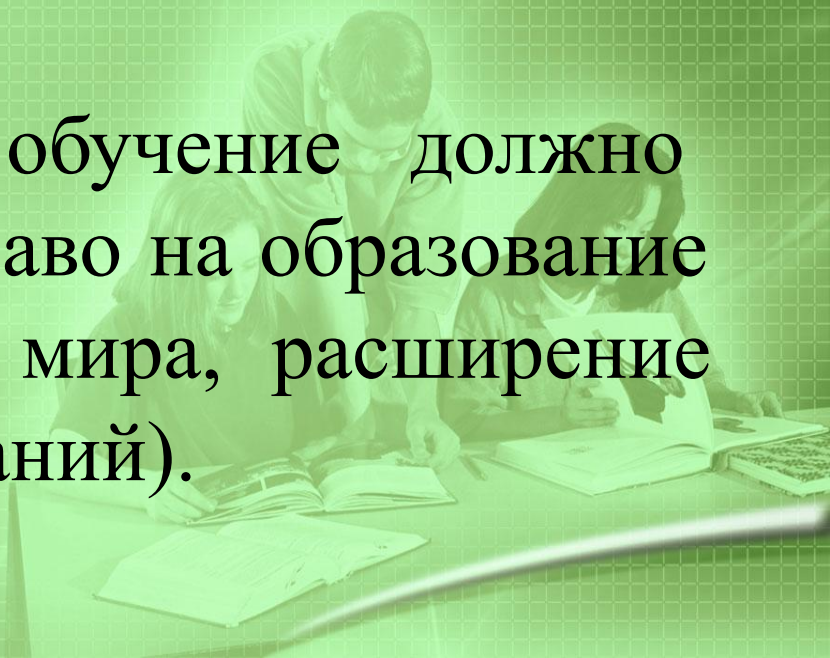 обучение должно
аво на образование
мира, расширение
аний).